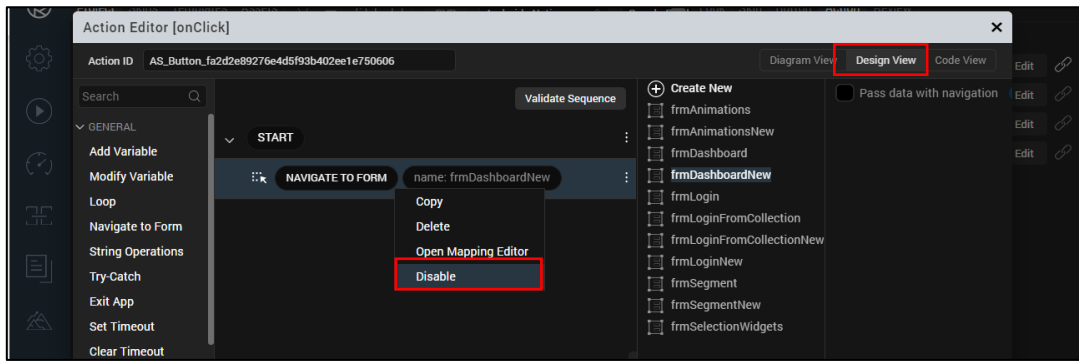 Action Editor [onClick]
Action ID AS_Button_fa2d2e89276e4d5f93b402ee1e750606
Diagram View Design View Code View
Search
GENERAL
Add Variable
Modify Variable
Loop
Navigate to Form
String Operations
Try-Catch
Exit App
Set Timeout
Clear Timeout
Validate Sequence
START
NAVIGATE TO FORM name: frmDashboardNew
Copy
Delete
Open Mapping Editor
Disable
Create New
frmAnimations
frmAnimationsNew
frmDashboard
frmDashboardNew
frmLogin
frmLoginFromCollection
frmLoginFromCollectionNew
frmLoginNew
frmSegment
frmSegmentNew
frmSelectionWidgets
Pass data with navigation
Edit
Edit
Edit
Edit